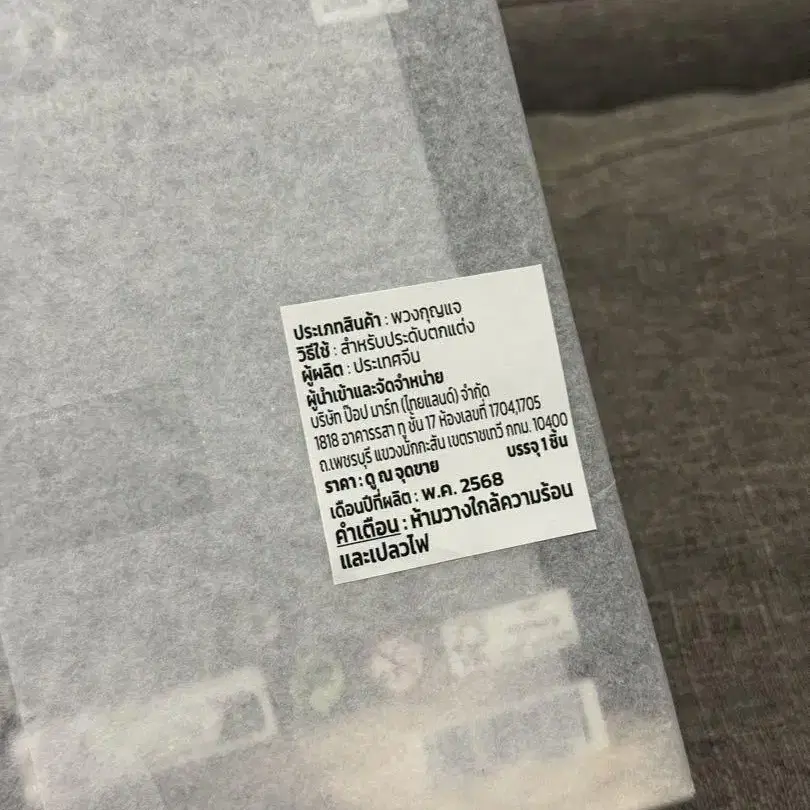 ประเภทสินค้า : พวงกุญแจ
วิธีใช้ : สำหรับประดับตกแต่ง
ผู้ผลิต : ประเทศจีน
ผู้นำเข้าและจัดจำหน่าย
บริษัท ป๊อป มาร์ท (ไทยแลนด์) จำกัด
1818 อาคารรสา ทู ชั้น 17 ห้องเลขที่ 1704,1705
ถ.เพชรบุรี แขวงมักกะสัน เขตราชเทวี กทม. 10400
ราคา : ดู ณ จุดขาย บรรจุ 1 ชิ้น
เดือนปีที่ผลิต : พ.ค. 2568
คำเตือน : ห้ามวางใกล้ความร้อน
และเปลวไฟ